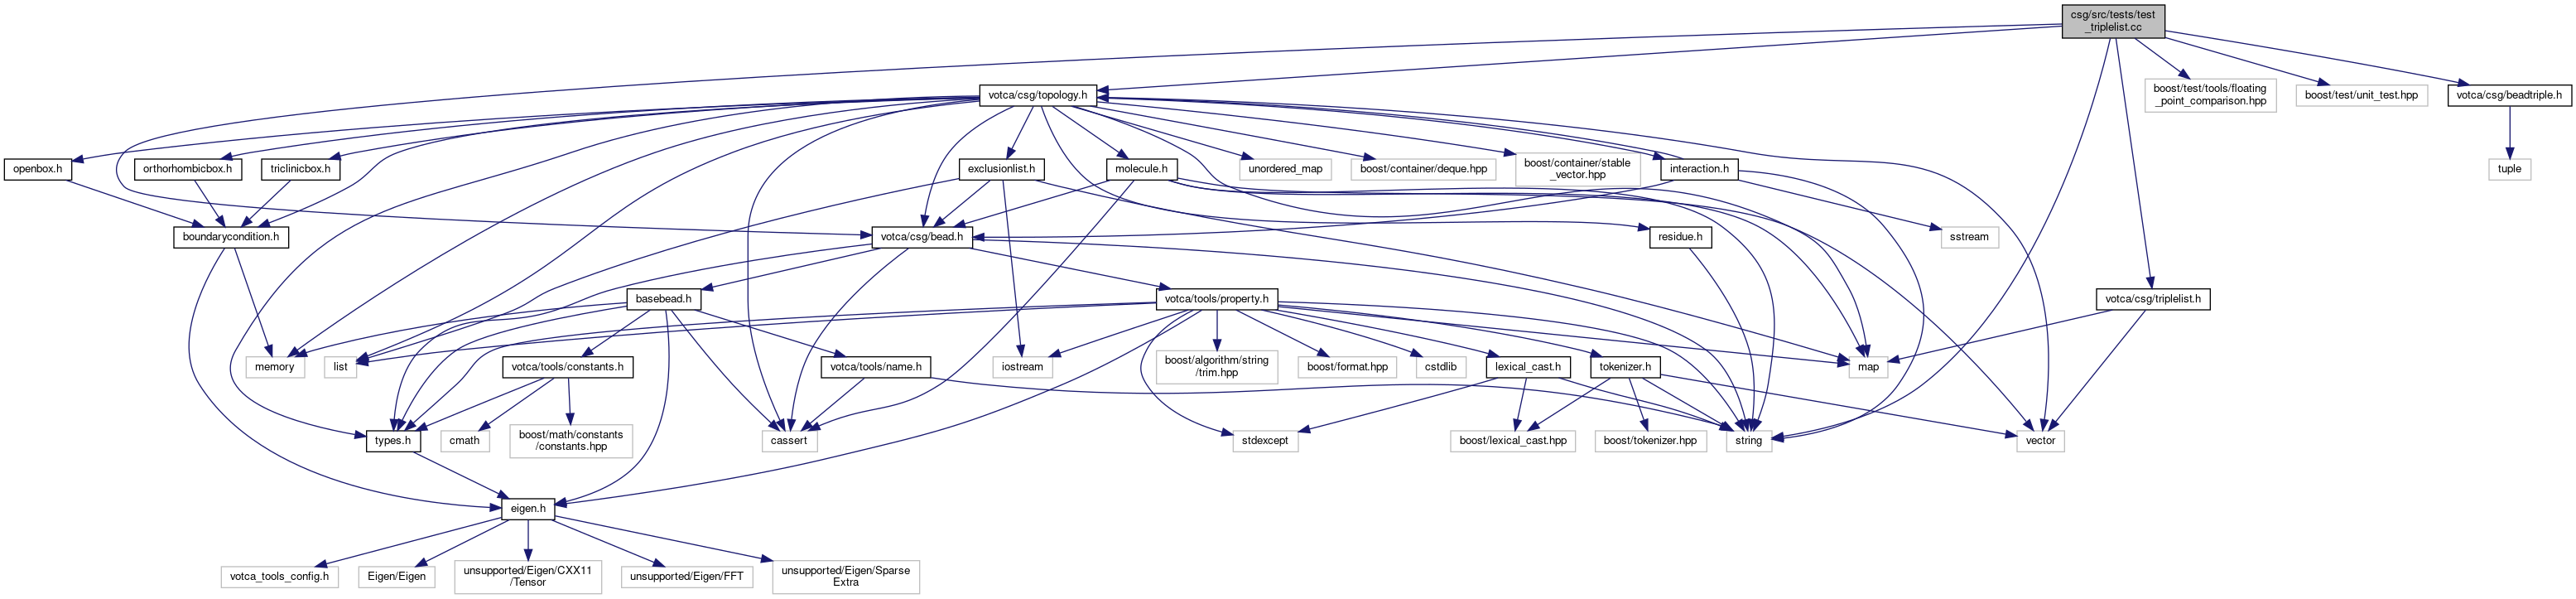 csg/src/tests/test
_triplelist.cc
votca/csg/topology.h
boost/test/tools/floating
_point_comparison.hpp
boost/test/unit_test.hpp
votca/csg/beadtriple.h
openbox.h
orthorhombicbox.h
triclinicbox.h
exclusionlist.h
molecule.h
unordered_map
boost/container/deque.hpp
boost/container/stable
_vector.hpp
interaction.h
tuple
boundarycondition.h
votca/csg/bead.h
residue.h
sstream
basebead.h
votca/tools/property.h
votca/csg/triplelist.h
memory
list
votca/tools/constants.h
votca/tools/name.h
iostream
boost/algorithm/string
/trim.hpp
boost/format.hpp
cstdlib
lexical_cast.h
tokenizer.h
map
types.h
cmath
boost/math/constants
/constants.hpp
cassert
stdexcept
boost/lexical_cast.hpp
boost/tokenizer.hpp
string
vector
eigen.h
votca_tools_config.h
Eigen/Eigen
unsupported/Eigen/CXX11
/Tensor
unsupported/Eigen/FFT
unsupported/Eigen/Sparse
Extra